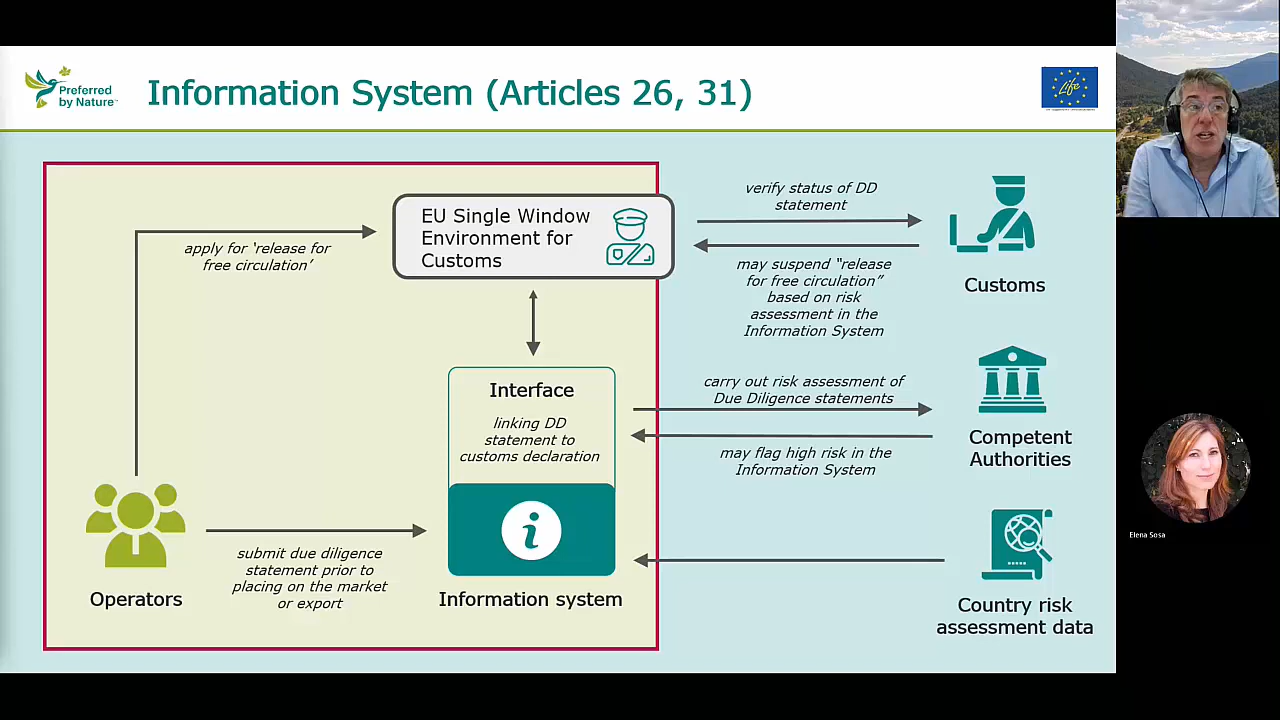 Preferred
by Nature™
Information System (Articles 26, 31)
Life
apply for ‘release for
free circulation’
EU Single Window
Environment for
Customs
verify status of DD
statement
may suspend “release
for free circulation”
based on risk
assessment in the
Information System
Customs
Interface
linking DD
statement to
customs declaration
carry out risk assessment of
Due Diligence statements
may flag high risk in the
Information System
Competent
Authorities
i
submit due diligence
statement prior to
placing on the market
or export
Operators
Information system
Country risk
assessment data
Elena Sosa